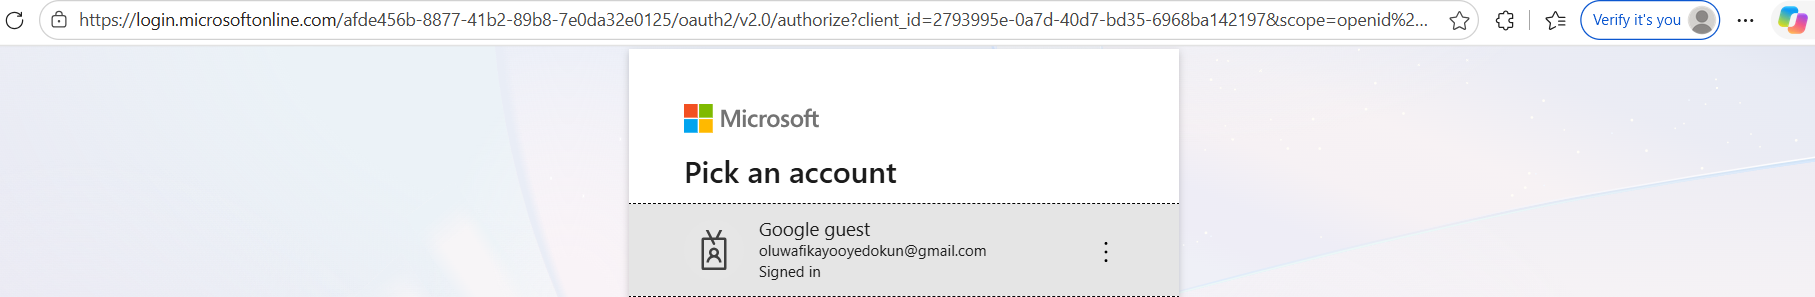 https://login.microsoftonline.com/afde456b-8877-41b2-89b8-7e0da32e0125/oauth2/v2.0/authorize?client_id=2793995e-0a7d-40d7-bd35-6968ba142197&scope=openid%2...
Verify it's you
Microsoft
Pick an account
Google guest
oluwafikayooyedokun@gmail.com
Signed in